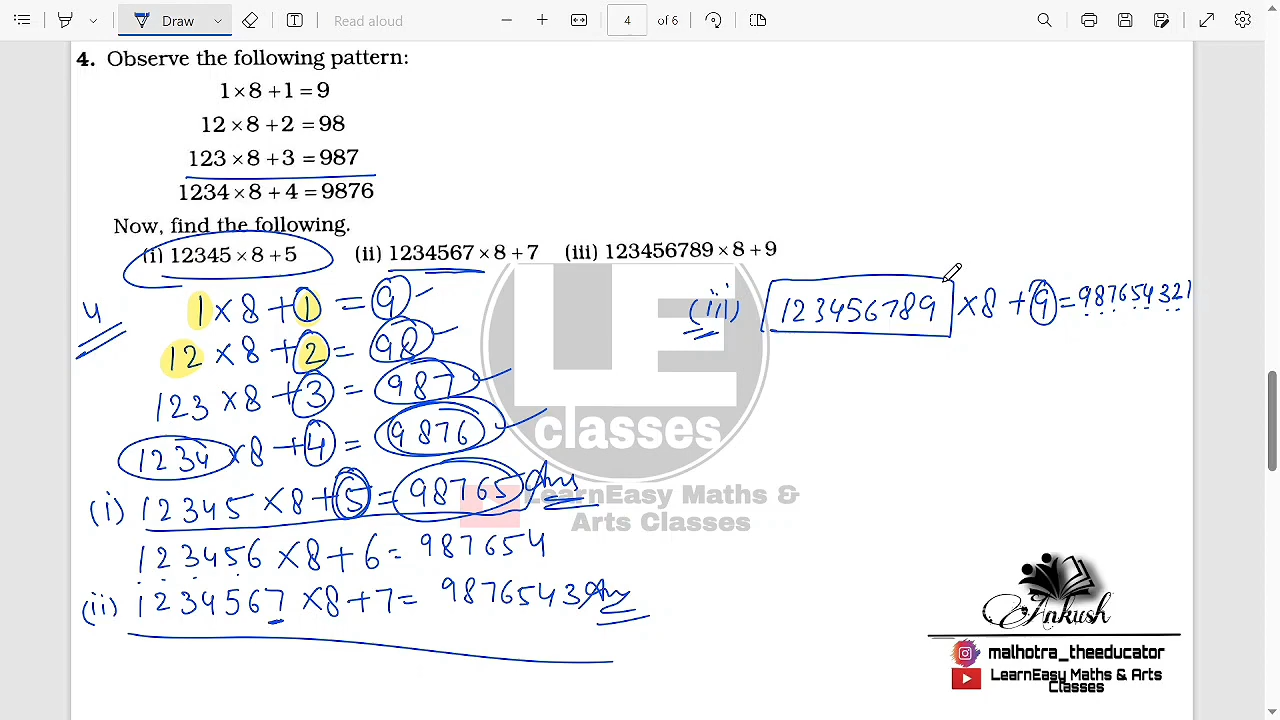 Draw
Read aloud
4
of 6
4. Observe the following pattern:
1×8+1=9
12×8+2=98
123×8+3=987
1234×8+4=9876
Now, find the following.
(i) 12345×8+5 (ii) 1234567×8+7 (iii) 123456789×8+9
4
1×8+1=9
12×8+2=98
123×8+3=987
1234×8+4=9876
(i) 12345×8+5=98765 Ans
123456×8+6=987654
(ii) 1234567×8+7=9876543 Ans
(iii) 123456789×8+9=987654321
LE
classes
LearnEasy Maths &
Arts Classes
Ankush
malhotra_theeducator
LearnEasy Maths & Arts
Classes